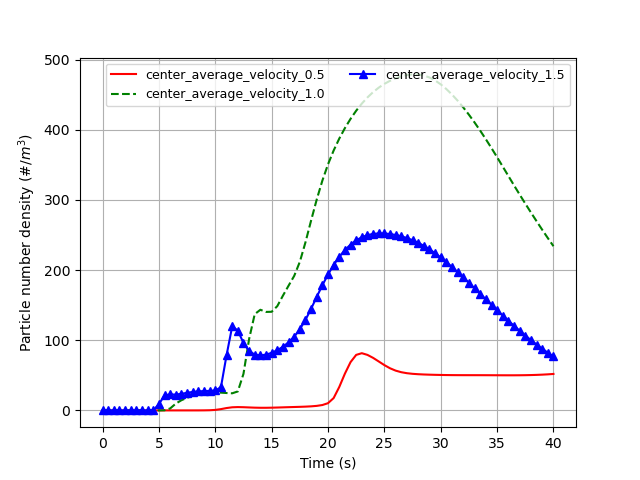 500
400
300
200
100
0
Particle number density (#/m³)
center_average_velocity_0.5
center_average_velocity_1.0
center_average_velocity_1.5
0 5 10 15 20 25 30 35 40
Time (s)